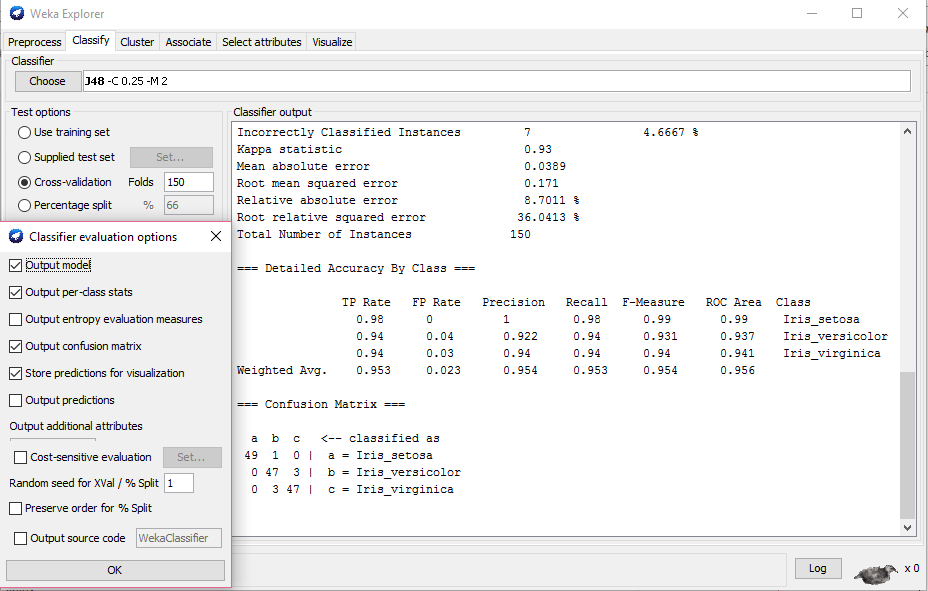 Weka Explorer
Preprocess Classify Cluster Associate Select attributes Visualize
Classifier
Choose J48 -C 0.25 -M 2
Test options
Use training set
Supplied test set Set...
Cross-validation Folds 150
Percentage split % 66
Classifier evaluation options
Output model
Output per-class stats
Output entropy evaluation measures
Output confusion matrix
Store predictions for visualization
Output predictions
Output additional attributes
Cost-sensitive evaluation Set...
Random seed for XVal / % Split 1
Preserve order for % Split
Output source code WekaClassifier
OK
Classifier output
Incorrectly Classified Instances 7 4.6667 %
Kappa statistic 0.93
Mean absolute error 0.0389
Root mean squared error 0.171
Relative absolute error 8.7011 %
Root relative squared error 36.0413 %
Total Number of Instances 150
=== Detailed Accuracy By Class ===
TP Rate FP Rate Precision Recall F-Measure ROC Area Class
0.98 0 1 0.98 0.99 0.99 Iris_setosa
0.94 0.04 0.922 0.94 0.931 0.937 Iris_versicolor
0.94 0.03 0.94 0.94 0.94 0.941 Iris_virginica
Weighted Avg. 0.953 0.023 0.954 0.953 0.954 0.956
=== Confusion Matrix ===
a b c <-- classified as
49 1 0 | a = Iris_setosa
0 47 3 | b = Iris_versicolor
0 3 47 | c = Iris_virginica
Log x 0